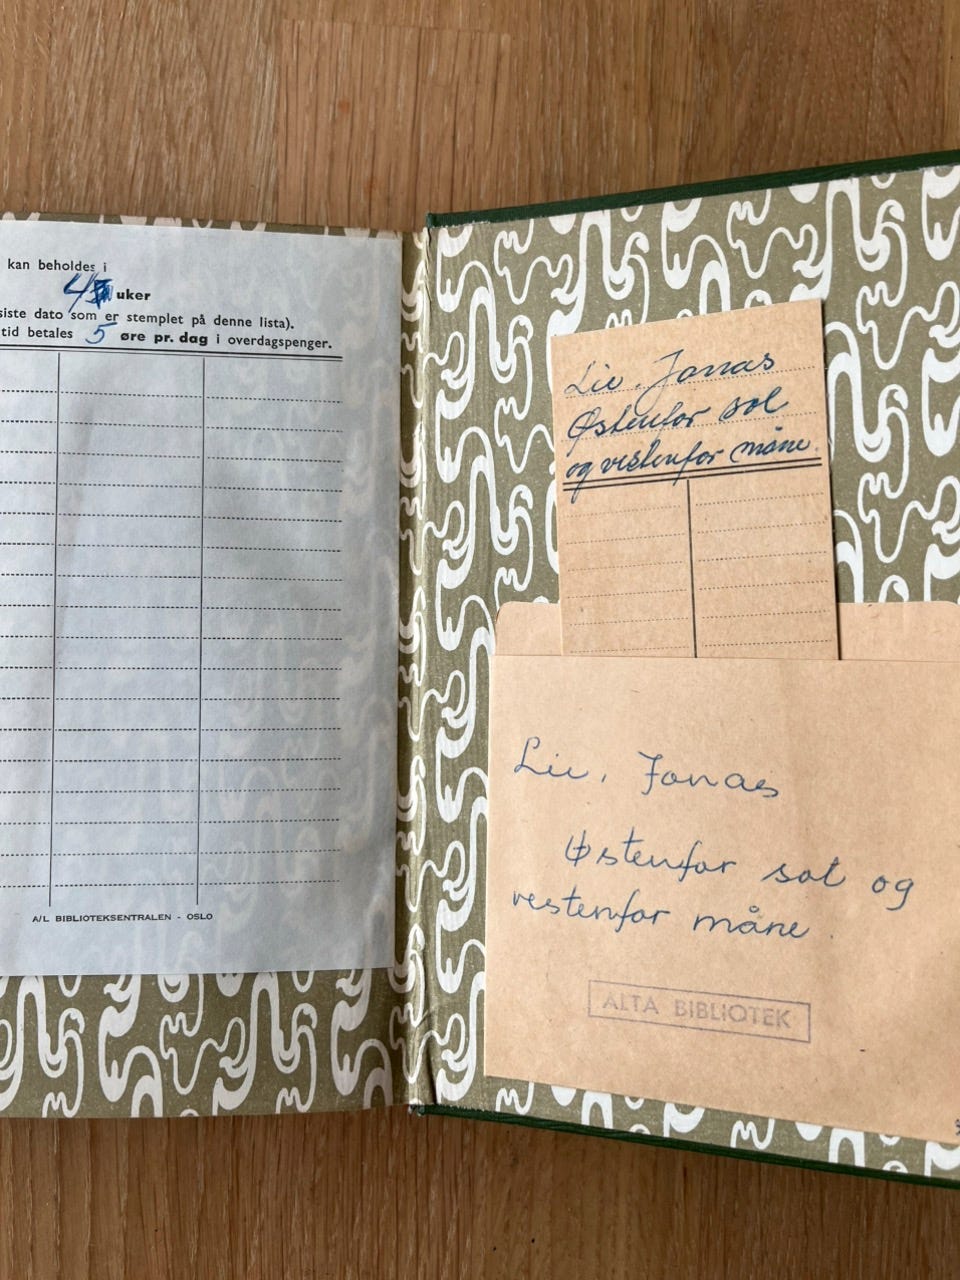 kan beholdes i
4 uker
siste dato som er stemplet på denne lista).
tid betales 5 øre pr. dag i overdagspenger.
A/L BIBLIOTEKSENTRALEN - OSLO
Lie. Jonas
Østenfor sol
og vestenfor måne.
Lie, Jonas
Østenfor sol og
vestenfor måne.
ALTA BIBLIOTEK